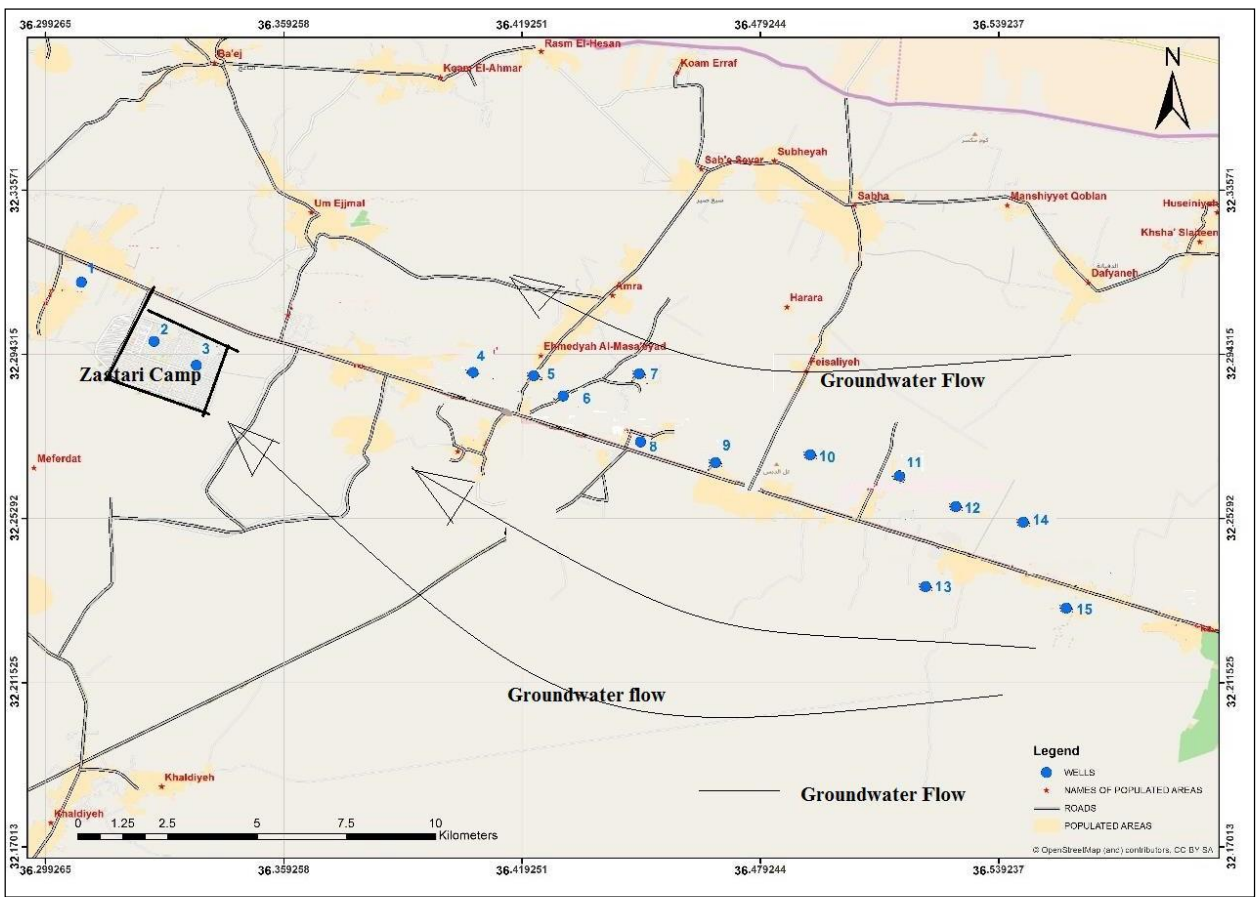 36.299265 36.359258 36.419251 36.479244 36.539237
Rasm El-Hesan
Ba'ej
Koam El-Ahmar
Koam Erraf
N
Sab'e Seyar
Subheyah
32.33571
32.33571
Um Ejjmal
Sabha
Manshiyyet Qoblan
Huseiniyeh
Khsha' Slateen
1
Dafyaneh
الدفيانة
Amra
Harara
2
3
Zaatari Camp
32.294315
32.294315
4
Ehmedyah Al-Masa'eyad
5
6
7
Feisaliyeh
Groundwater Flow
8
9
10
11
Meferdat
12
14
32.25292
32.25292
13
15
32.211525
32.211525
Groundwater flow
Legend
WELLS
NAMES OF POPULATED AREAS
ROADS
POPULATED AREAS
Groundwater Flow
Khaldiyeh
Khaldiyeh
0 1.25 2.5 5 7.5 10
Kilometers
© OpenStreetMap (and) contributors, CC BY SA
32.17013
32.17013
36.299265 36.359258 36.419251 36.479244 36.539237